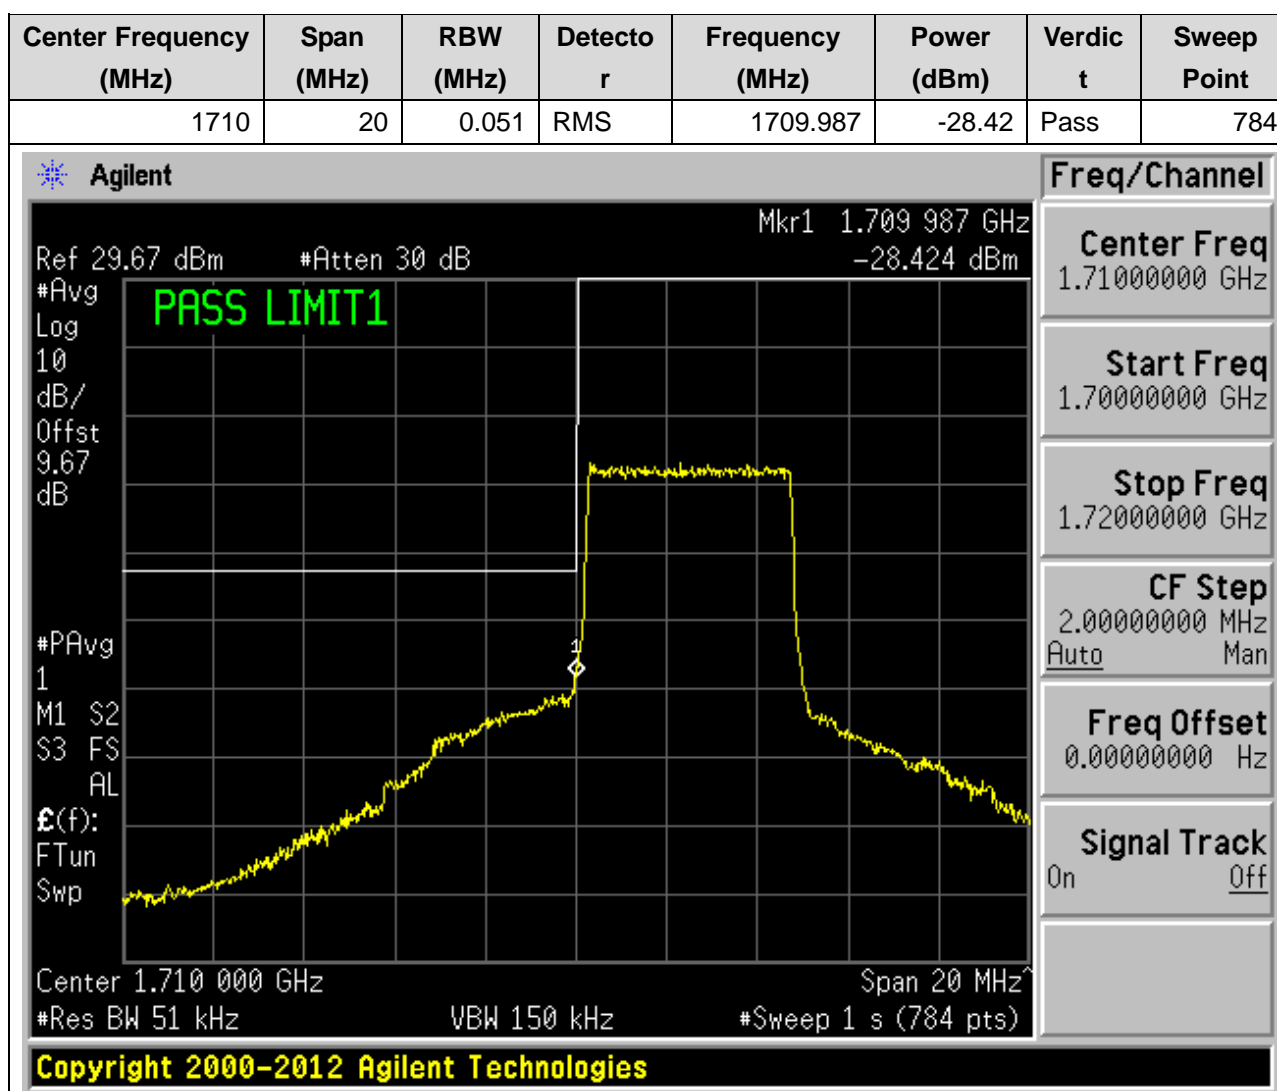 Center Frequency (MHz) Span (MHz) RBW (MHz) Detecto r Frequency (MHz) Power (dBm) Verdic t Sweep Point
1710 20 0.051 RMS 1709.987 -28.42 Pass 784
Agilent
Freq/Channel
Mkr1 1.709 987 GHz
Ref 29.67 dBm #Atten 30 dB -28.424 dBm
#Avg
Log
10
dB/
Offst
9.67
dB
PASS LIMIT1
1
#PAvg
1
M1 S2
S3 FS
AL
£(f):
FTun
Swp
Center 1.710 000 GHz Span 20 MHz^
#Res BW 51 kHz VBW 150 kHz #Sweep 1 s (784 pts)
Center Freq
1.71000000 GHz
Start Freq
1.70000000 GHz
Stop Freq
1.72000000 GHz
CF Step
2.00000000 MHz
Auto Man
Freq Offset
0.00000000 Hz
Signal Track
On Off
Copyright 2000-2012 Agilent Technologies